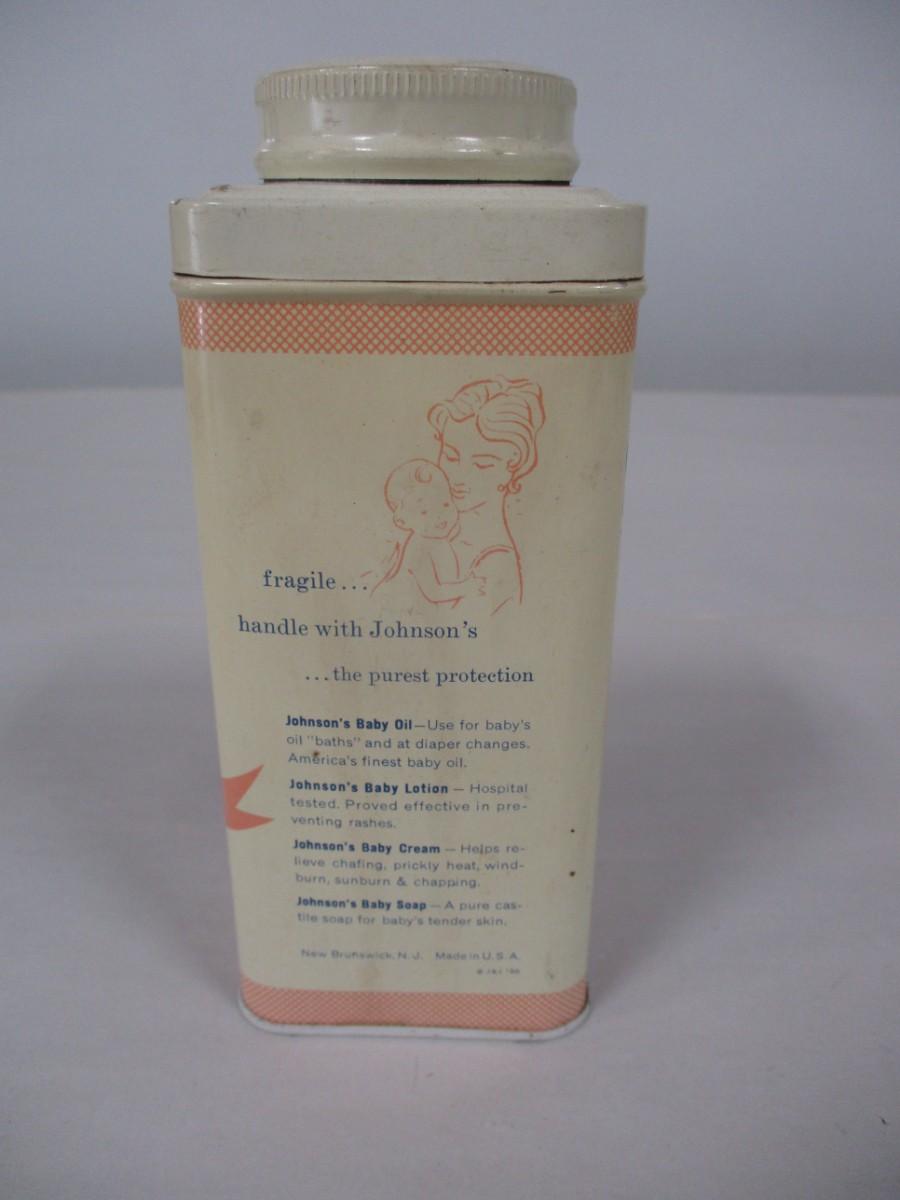 fragile...
handle with Johnson's
...the purest protection
Johnson's Baby Oil—Use for baby's
oil "baths" and at diaper changes.
America's finest baby oil.
Johnson's Baby Lotion — Hospital
tested. Proved effective in pre-
venting rashes.
Johnson's Baby Cream — Helps re-
lieve chafing, prickly heat, wind-
burn, sunburn & chapping.
Johnson's Baby Soap — A pure cas-
tile soap for baby's tender skin.
New Brunswick, N. J. Made in U. S. A.